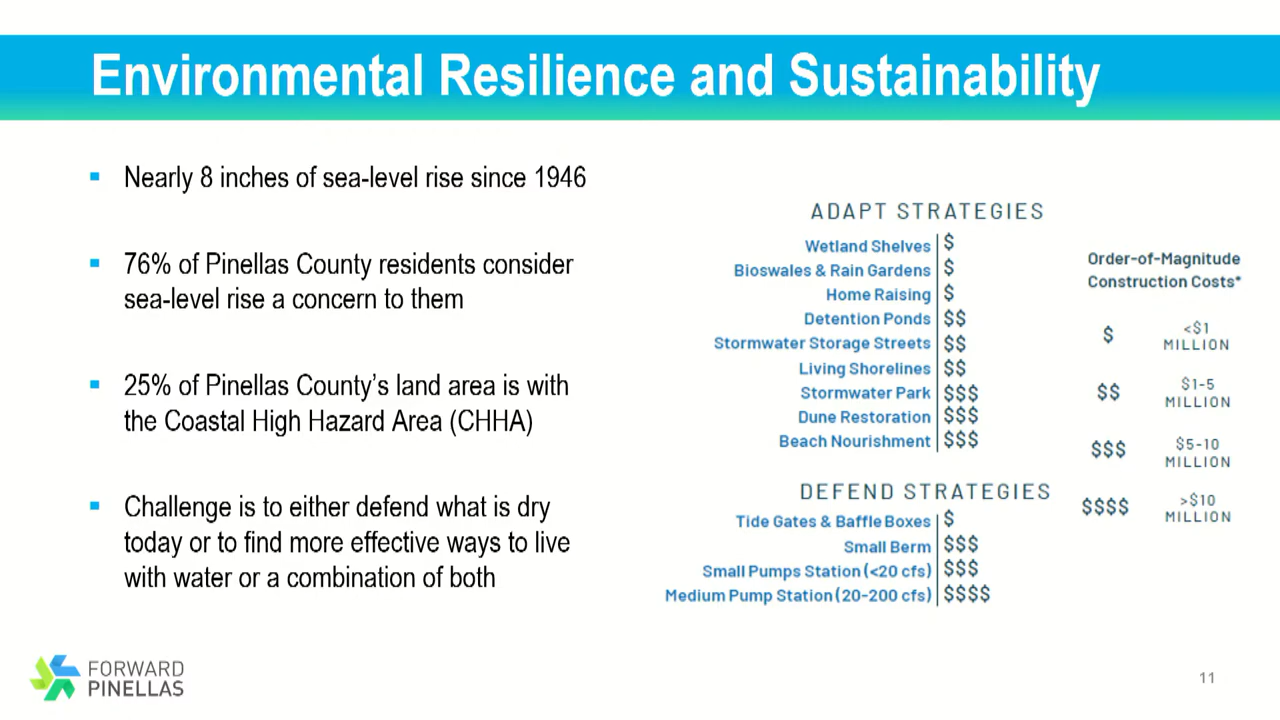 Environmental Resilience and Sustainability
▪ Nearly 8 inches of sea-level rise since 1946
▪ 76% of Pinellas County residents consider
sea-level rise a concern to them
▪ 25% of Pinellas County’s land area is with
the Coastal High Hazard Area (CHHA)
▪ Challenge is to either defend what is dry
today or to find more effective ways to live
with water or a combination of both
ADAPT STRATEGIES
Wetland Shelves $
Bioswales & Rain Gardens $
Home Raising $
Detention Ponds $$
Stormwater Storage Streets $$
Living Shorelines $$
Stormwater Park $$$
Dune Restoration $$$
Beach Nourishment $$$
DEFEND STRATEGIES
Tide Gates & Baffle Boxes $
Small Berm $$$
Small Pumps Station (<20 cfs) $$$
Medium Pump Station (20-200 cfs) $$$$
Order-of-Magnitude
Construction Costs*
$ <$1
MILLION
$$ $1-5
MILLION
$$$ $5-10
MILLION
$$$$ >$10
MILLION
FORWARD
PINELLAS
11